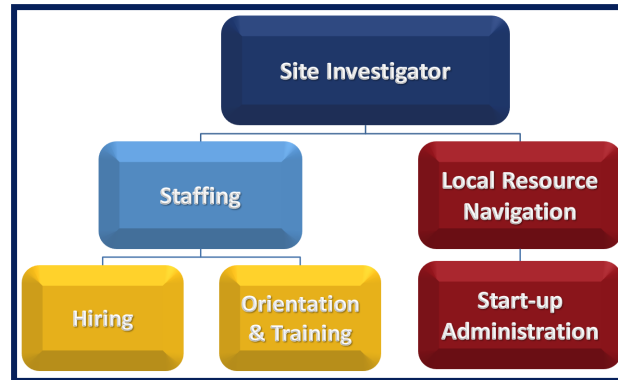 Site Investigator
Staffing
Local Resource
Navigation
Hiring
Orientation
& Training
Start-up
Administration